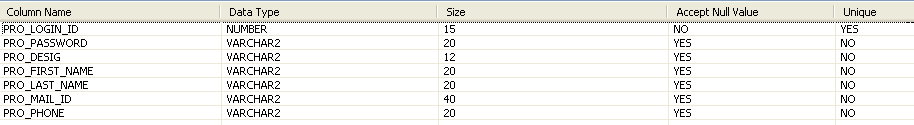 Column Name Data Type Size Accept Null Value Unique
PRO_LOGIN_ID NUMBER 15 NO YES
PRO_PASSWORD VARCHAR2 20 YES NO
PRO_DESIG VARCHAR2 12 YES NO
PRO_FIRST_NAME VARCHAR2 20 YES NO
PRO_LAST_NAME VARCHAR2 20 YES NO
PRO_MAIL_ID VARCHAR2 40 YES NO
PRO_PHONE VARCHAR2 20 YES NO